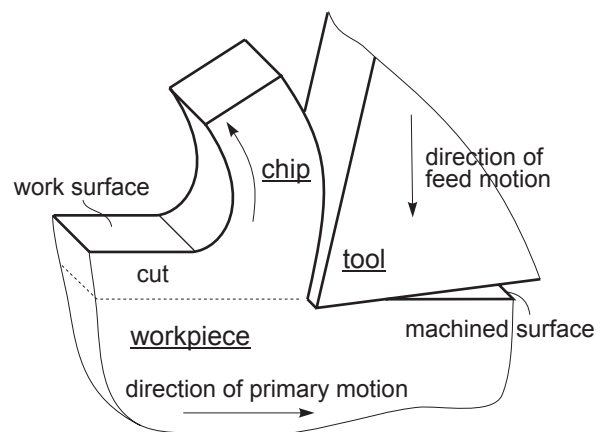 chip
direction of
feed motion
work surface
tool
cut
machined surface
workpiece
direction of primary motion